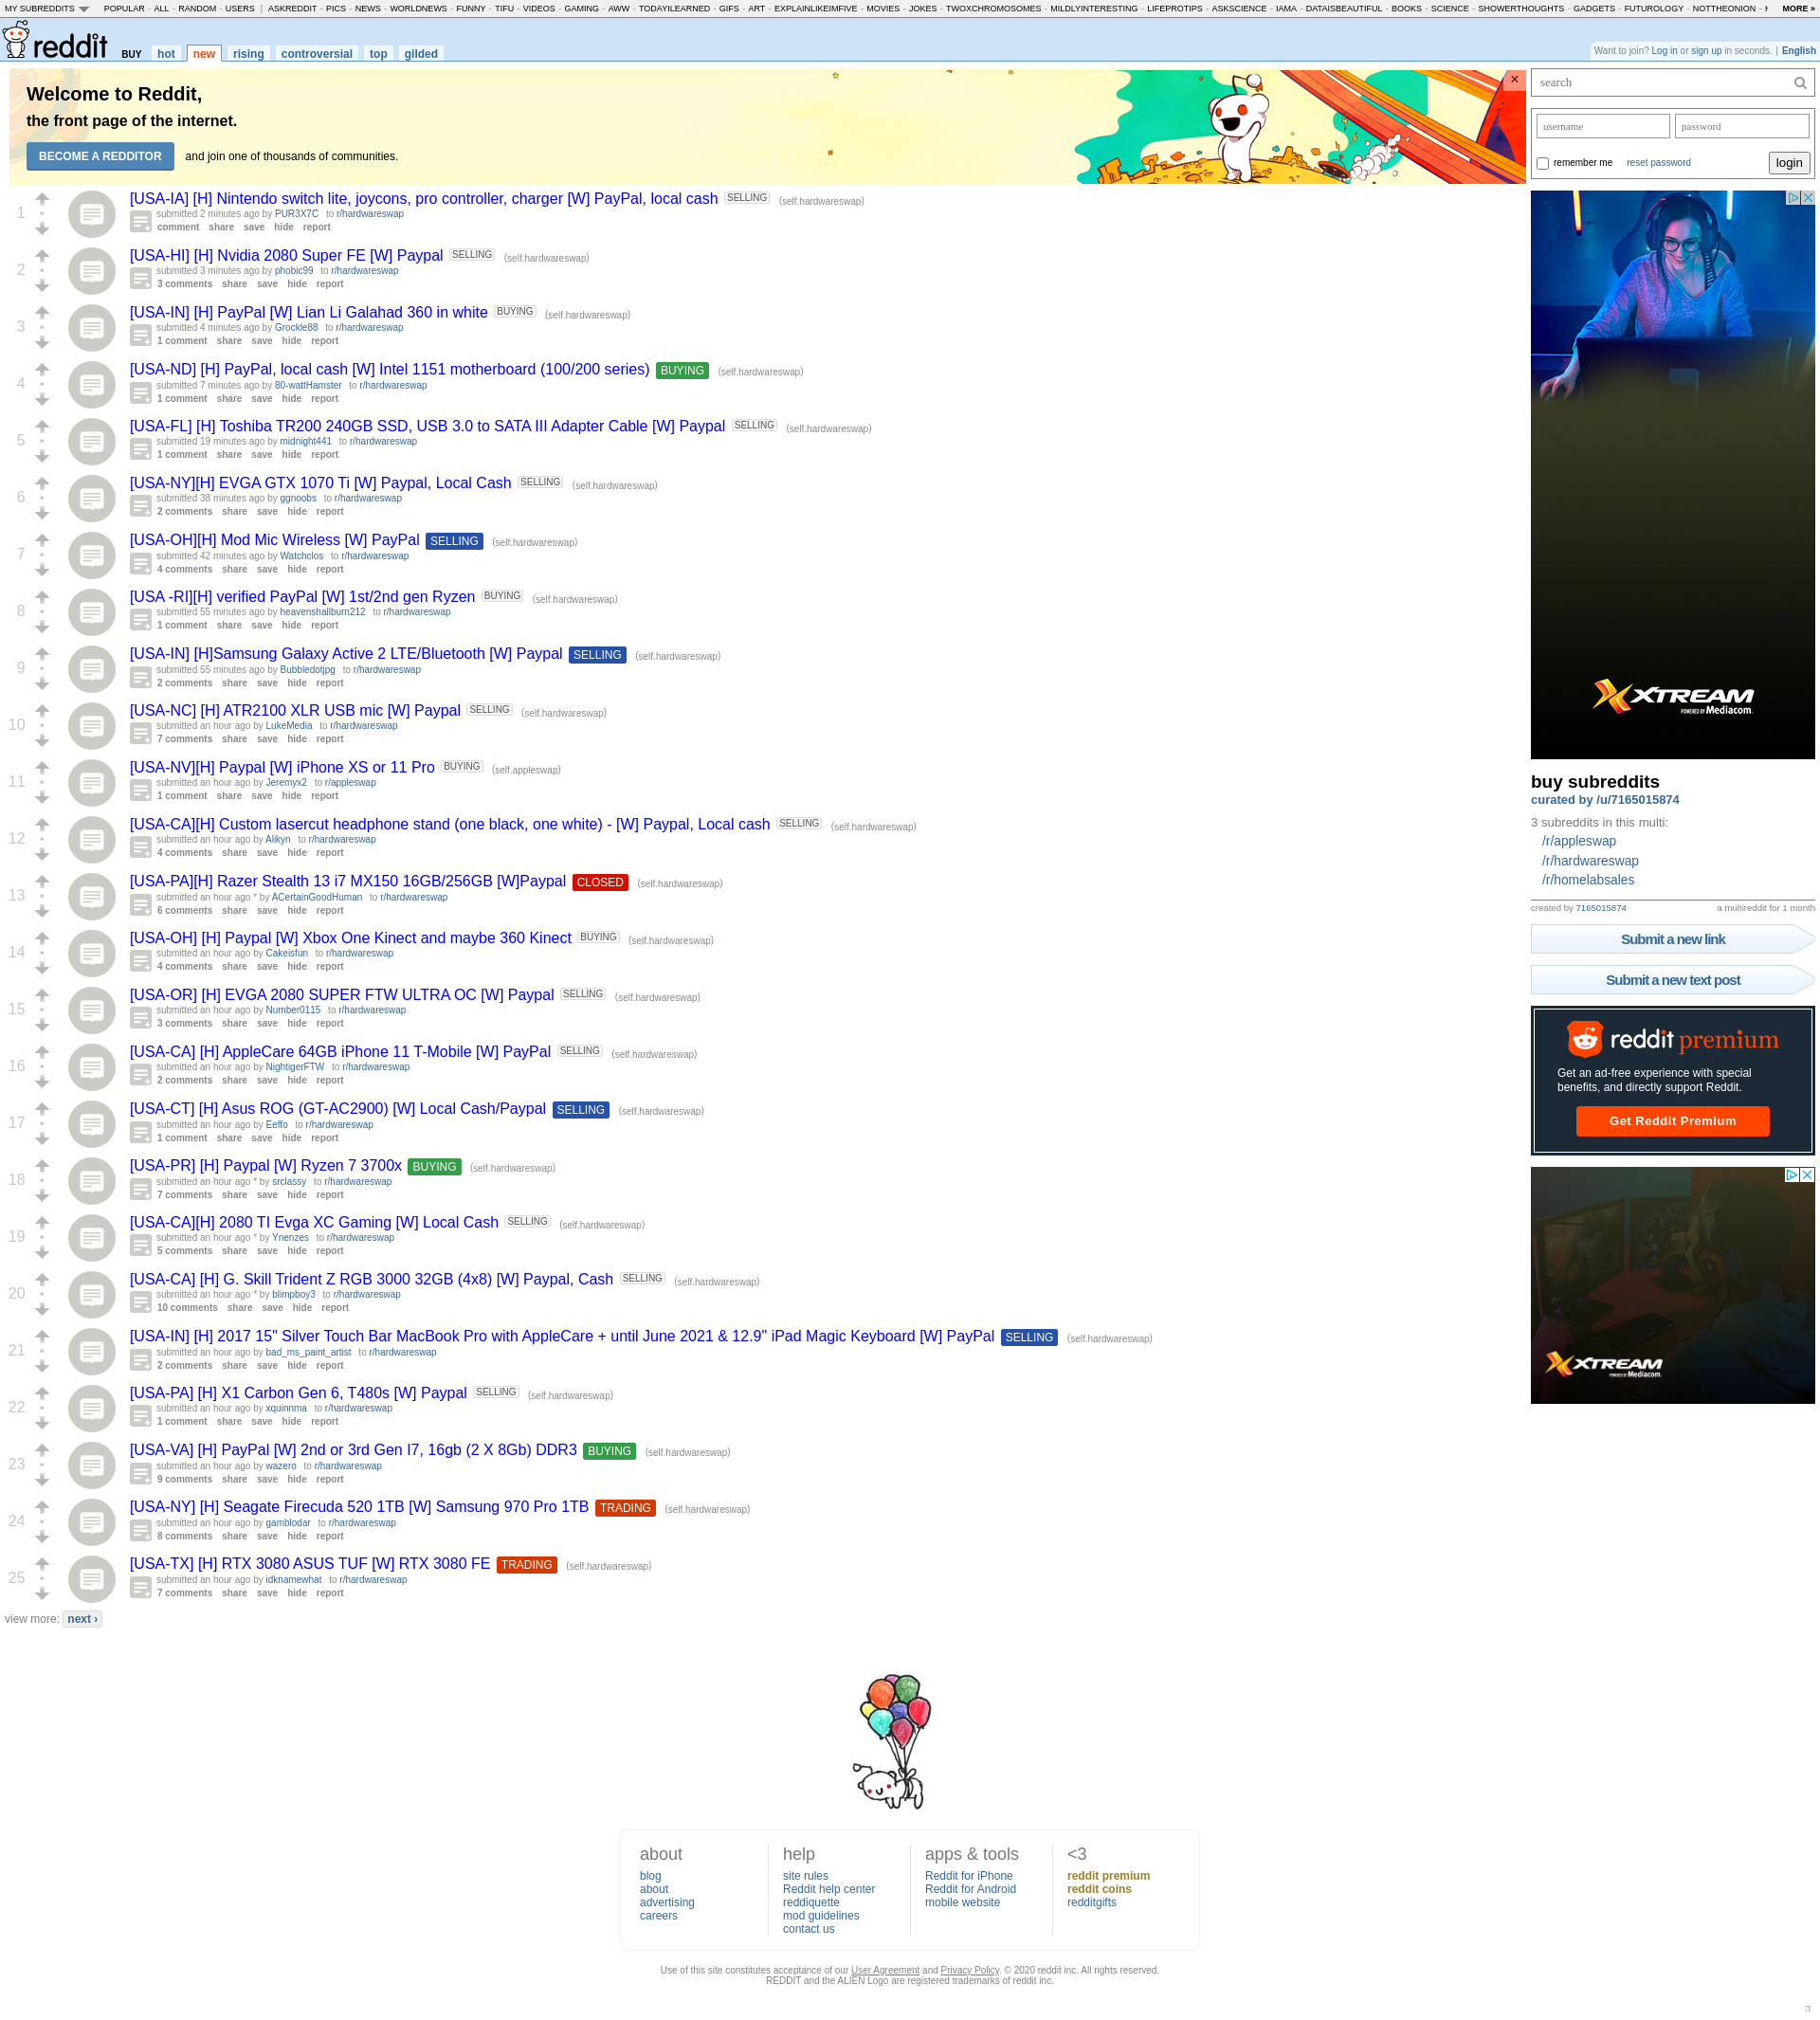 MY SUBREDDITS POPULAR - ALL - RANDOM - USERS | ASKREDDIT - PICS - NEWS - WORLDNEWS - FUNNY - TIFU - VIDEOS - GAMING - AWW - TODAYILEARNED - GIFS - ART - EXPLAINLIKEIMFIVE - MOVIES - JOKES - TWOXCHROMOSOMES - MILDLYINTERESTING - LIFEPROTIPS - ASKSCIENCE - IAMA - DATAISBEAUTIFUL - BOOKS - SCIENCE - SHOWERTHOUGHTS - GADGETS - FUTUROLOGY - NOTTHEONION - MORE »
reddit BUY hot new rising controversial top gilded
Want to join? Log in or sign up in seconds. | English
Welcome to Reddit,
the front page of the internet.
BECOME A REDDITOR and join one of thousands of communities.
×
1
[USA-IA] [H] Nintendo switch lite, joycons, pro controller, charger [W] PayPal, local cash SELLING (self.hardwareswap)
submitted 2 minutes ago by PUR3X7C to r/hardwareswap
comment share save hide report
2
[USA-HI] [H] Nvidia 2080 Super FE [W] Paypal SELLING (self.hardwareswap)
submitted 3 minutes ago by phobic99 to r/hardwareswap
3 comments share save hide report
3
[USA-IN] [H] PayPal [W] Lian Li Galahad 360 in white BUYING (self.hardwareswap)
submitted 4 minutes ago by Grockle88 to r/hardwareswap
1 comment share save hide report
4
[USA-ND] [H] PayPal, local cash [W] Intel 1151 motherboard (100/200 series) BUYING (self.hardwareswap)
submitted 7 minutes ago by 80-wattHamster to r/hardwareswap
1 comment share save hide report
5
[USA-FL] [H] Toshiba TR200 240GB SSD, USB 3.0 to SATA III Adapter Cable [W] Paypal SELLING (self.hardwareswap)
submitted 19 minutes ago by midnight441 to r/hardwareswap
1 comment share save hide report
6
[USA-NY][H] EVGA GTX 1070 Ti [W] Paypal, Local Cash SELLING (self.hardwareswap)
submitted 38 minutes ago by ggnoobs to r/hardwareswap
2 comments share save hide report
7
[USA-OH][H] Mod Mic Wireless [W] PayPal SELLING (self.hardwareswap)
submitted 42 minutes ago by Watchclos to r/hardwareswap
4 comments share save hide report
8
[USA -RI][H] verified PayPal [W] 1st/2nd gen Ryzen BUYING (self.hardwareswap)
submitted 55 minutes ago by heavenshallburn212 to r/hardwareswap
1 comment share save hide report
9
[USA-IN] [H]Samsung Galaxy Active 2 LTE/Bluetooth [W] Paypal SELLING (self.hardwareswap)
submitted 55 minutes ago by Bubbledotjpg to r/hardwareswap
2 comments share save hide report
10
[USA-NC] [H] ATR2100 XLR USB mic [W] Paypal SELLING (self.hardwareswap)
submitted an hour ago by LukeMedia to r/hardwareswap
7 comments share save hide report
11
[USA-NV][H] Paypal [W] iPhone XS or 11 Pro BUYING (self.appleswap)
submitted an hour ago by Jeremyx2 to r/appleswap
1 comment share save hide report
12
[USA-CA][H] Custom lasercut headphone stand (one black, one white) - [W] Paypal, Local cash SELLING (self.hardwareswap)
submitted an hour ago by Alikyn to r/hardwareswap
4 comments share save hide report
13
[USA-PA][H] Razer Stealth 13 i7 MX150 16GB/256GB [W]Paypal CLOSED (self.hardwareswap)
submitted an hour ago * by ACertainGoodHuman to r/hardwareswap
6 comments share save hide report
14
[USA-OH] [H] Paypal [W] Xbox One Kinect and maybe 360 Kinect BUYING (self.hardwareswap)
submitted an hour ago by Cakeisfun to r/hardwareswap
4 comments share save hide report
15
[USA-OR] [H] EVGA 2080 SUPER FTW ULTRA OC [W] Paypal SELLING (self.hardwareswap)
submitted an hour ago by Number0115 to r/hardwareswap
3 comments share save hide report
16
[USA-CA] [H] AppleCare 64GB iPhone 11 T-Mobile [W] PayPal SELLING (self.hardwareswap)
submitted an hour ago by NightigerFTW to r/hardwareswap
2 comments share save hide report
17
[USA-CT] [H] Asus ROG (GT-AC2900) [W] Local Cash/Paypal SELLING (self.hardwareswap)
submitted an hour ago by Eeffo to r/hardwareswap
1 comment share save hide report
18
[USA-PR] [H] Paypal [W] Ryzen 7 3700x BUYING (self.hardwareswap)
submitted an hour ago * by srclassy to r/hardwareswap
7 comments share save hide report
19
[USA-CA][H] 2080 TI Evga XC Gaming [W] Local Cash SELLING (self.hardwareswap)
submitted an hour ago * by Ynenzes to r/hardwareswap
5 comments share save hide report
20
[USA-CA] [H] G. Skill Trident Z RGB 3000 32GB (4x8) [W] Paypal, Cash SELLING (self.hardwareswap)
submitted an hour ago * by blimpboy3 to r/hardwareswap
10 comments share save hide report
21
[USA-IN] [H] 2017 15" Silver Touch Bar MacBook Pro with AppleCare + until June 2021 & 12.9" iPad Magic Keyboard [W] PayPal SELLING (self.hardwareswap)
submitted an hour ago by bad_ms_paint_artist to r/hardwareswap
2 comments share save hide report
22
[USA-PA] [H] X1 Carbon Gen 6, T480s [W] Paypal SELLING (self.hardwareswap)
submitted an hour ago by xquinnma to r/hardwareswap
1 comment share save hide report
23
[USA-VA] [H] PayPal [W] 2nd or 3rd Gen I7, 16gb (2 X 8Gb) DDR3 BUYING (self.hardwareswap)
submitted an hour ago by wazero to r/hardwareswap
9 comments share save hide report
24
[USA-NY] [H] Seagate Firecuda 520 1TB [W] Samsung 970 Pro 1TB TRADING (self.hardwareswap)
submitted an hour ago by gamblodar to r/hardwareswap
8 comments share save hide report
25
[USA-TX] [H] RTX 3080 ASUS TUF [W] RTX 3080 FE TRADING (self.hardwareswap)
submitted an hour ago by idknamewhat to r/hardwareswap
7 comments share save hide report
view more: next ›
search
username password
remember me reset password login
XTREAM
POWERED BY Mediacom
buy subreddits
curated by /u/7165015874
3 subreddits in this multi:
/r/appleswap
/r/hardwareswap
/r/homelabsales
created by 7165015874 a multireddit for 1 month
Submit a new link
Submit a new text post
reddit premium
Get an ad-free experience with special
benefits, and directly support Reddit.
Get Reddit Premium
XTREAM
POWERED BY Mediacom
about help apps & tools <3
blog site rules Reddit for iPhone reddit premium
about Reddit help center Reddit for Android reddit coins
advertising reddiquette mobile website redditgifts
careers mod guidelines
contact us
Use of this site constitutes acceptance of our User Agreement and Privacy Policy. © 2020 reddit inc. All rights reserved.
REDDIT and the ALIEN Logo are registered trademarks of reddit inc.
π